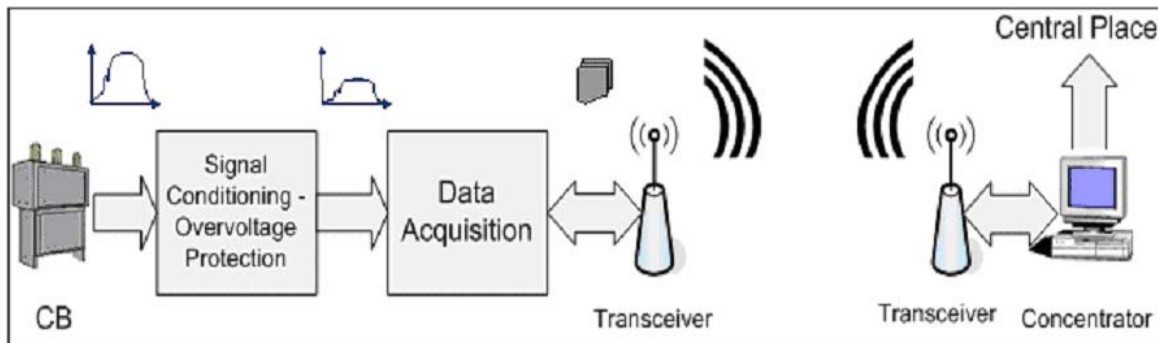 Central Place
Signal
Conditioning -
Overvoltage
Protection
Data
Acquisition
CB
Transceiver
Transceiver
Concentrator